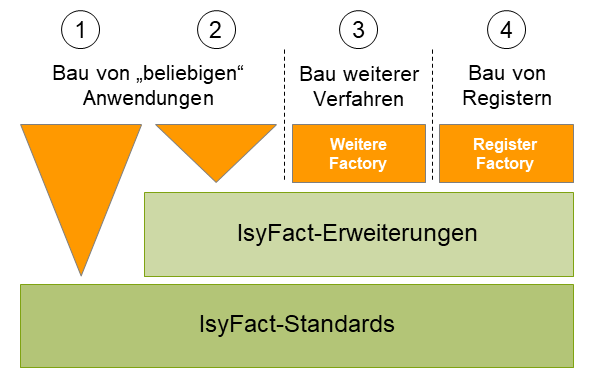 1
2
3
4
Bau von „beliebigen“
Anwendungen
Bau weiterer
Verfahren
Bau von
Registern
Weitere
Factory
Register
Factory
IsyFact-Erweiterungen
IsyFact-Standards